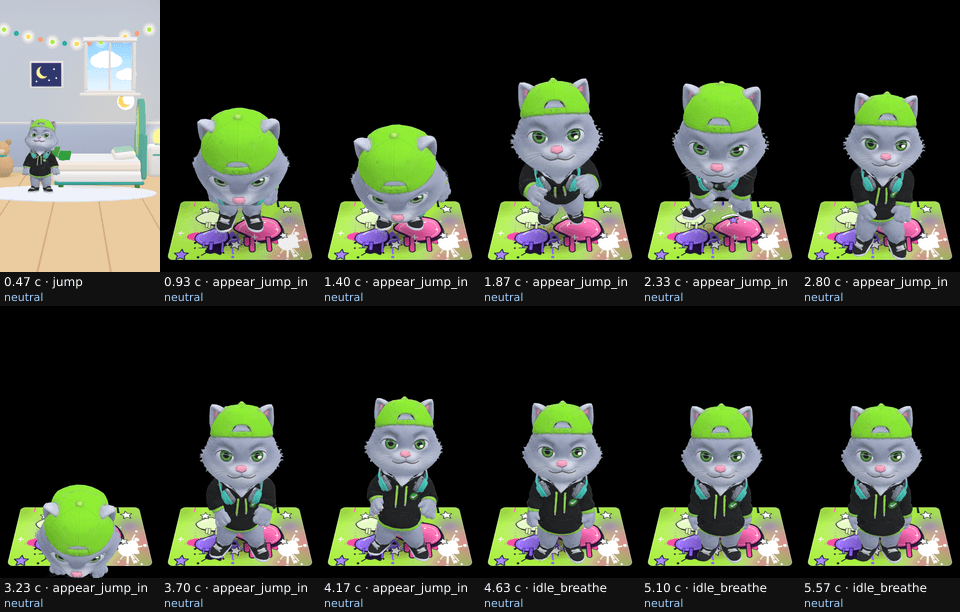 0.47 c · jump
neutral
0.93 c · appear_jump_in
neutral
1.40 c · appear_jump_in
neutral
1.87 c · appear_jump_in
neutral
2.33 c · appear_jump_in
neutral
2.80 c · appear_jump_in
neutral
3.23 c · appear_jump_in
neutral
3.70 c · appear_jump_in
neutral
4.17 c · appear_jump_in
neutral
4.63 c · idle_breathe
neutral
5.10 c · idle_breathe
neutral
5.57 c · idle_breathe
neutral